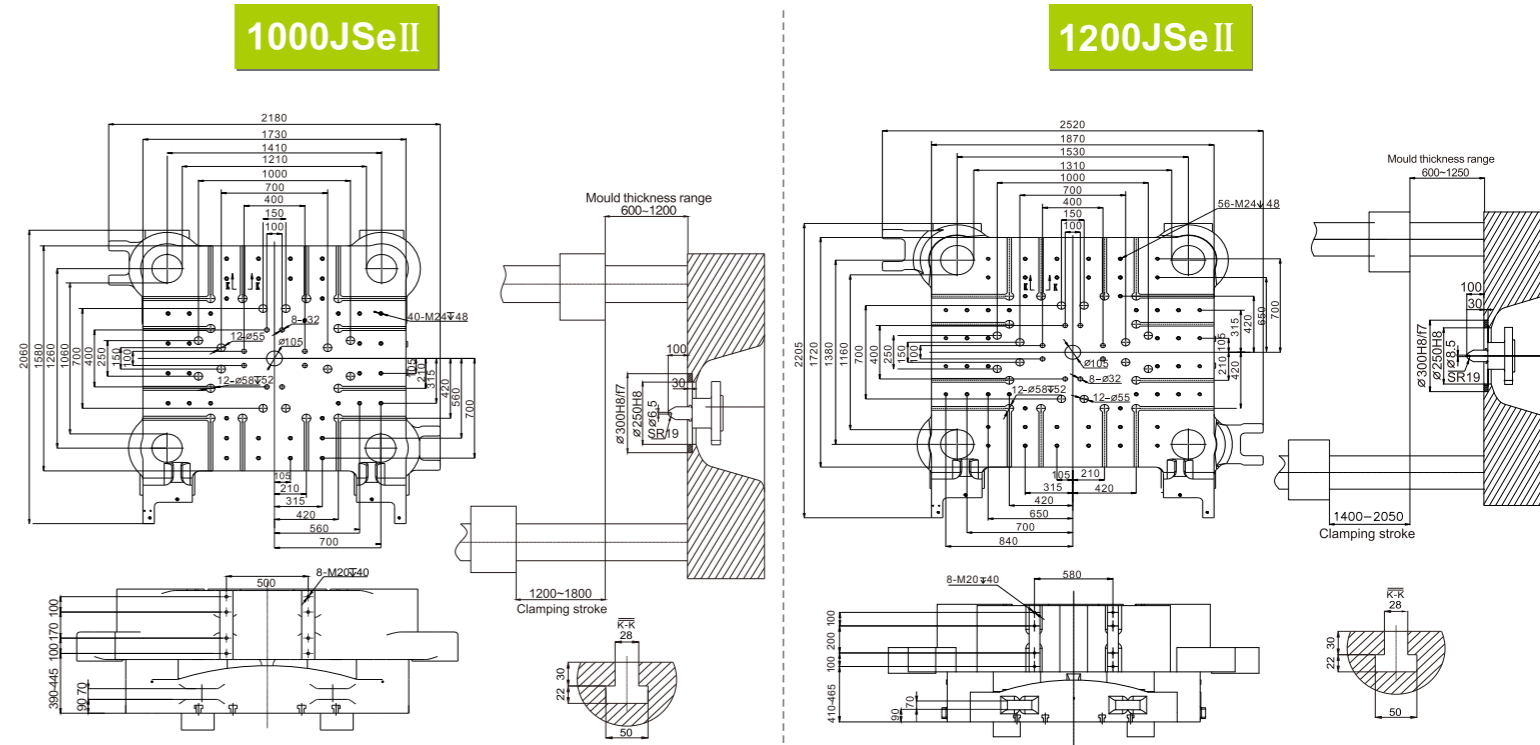 1000JSeⅡ
2180
1730
1410
1210
1000
700
400
150
100
2060
1580
1260
1060
700
400
250
150
100
8-ø32
12-ø55
ø105
40-M24↧48
12-ø58↧52
105
210
315
420
560
700
105
210
315
420
560
700
K
K
Mould thickness range
600~1200
100
30
ø300H8/f7
ø250H8
ø6.5
SR19
1200~1800
Clamping stroke
500
8-M20↧40
100
170
100
390-445
70
90
K-K
28
30
22
50
1200JSeⅡ
2520
1870
1530
1310
1000
700
400
150
100
56-M24↧48
2205
1720
1380
1160
700
400
250
150
100
ø105
8-ø32
12-ø58↧52
12-ø55
105
210
315
420
420
650
700
105
210
315
420
420
650
700
840
K
K
Mould thickness range
600~1250
100
30
ø300H8/f7
ø250H8
ø8.5
SR19
1400-2050
Clamping stroke
8-M20↧40
580
100
200
100
410-465
70
90
K-K
28
30
22
50